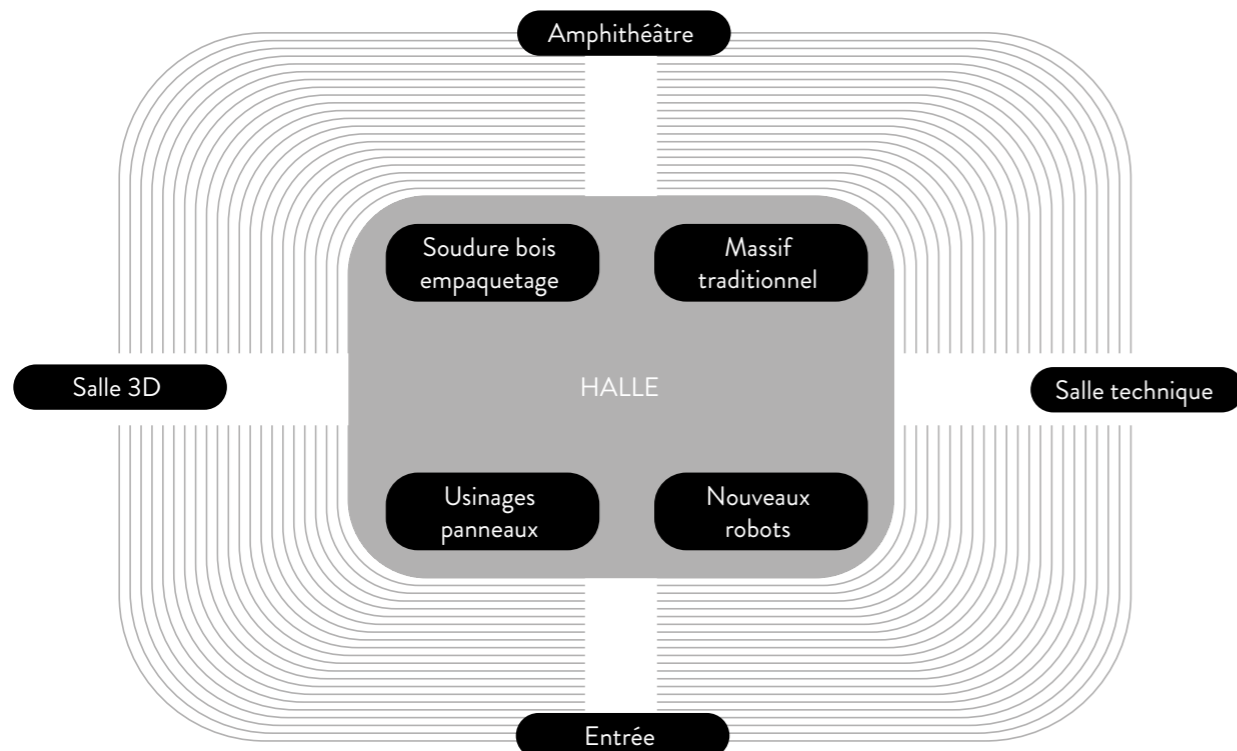 Amphithéâtre
Soudure bois
empaquetage
Massif
traditionnel
Salle 3D
HALLE
Salle technique
Usinages
panneaux
Nouveaux
robots
Entrée